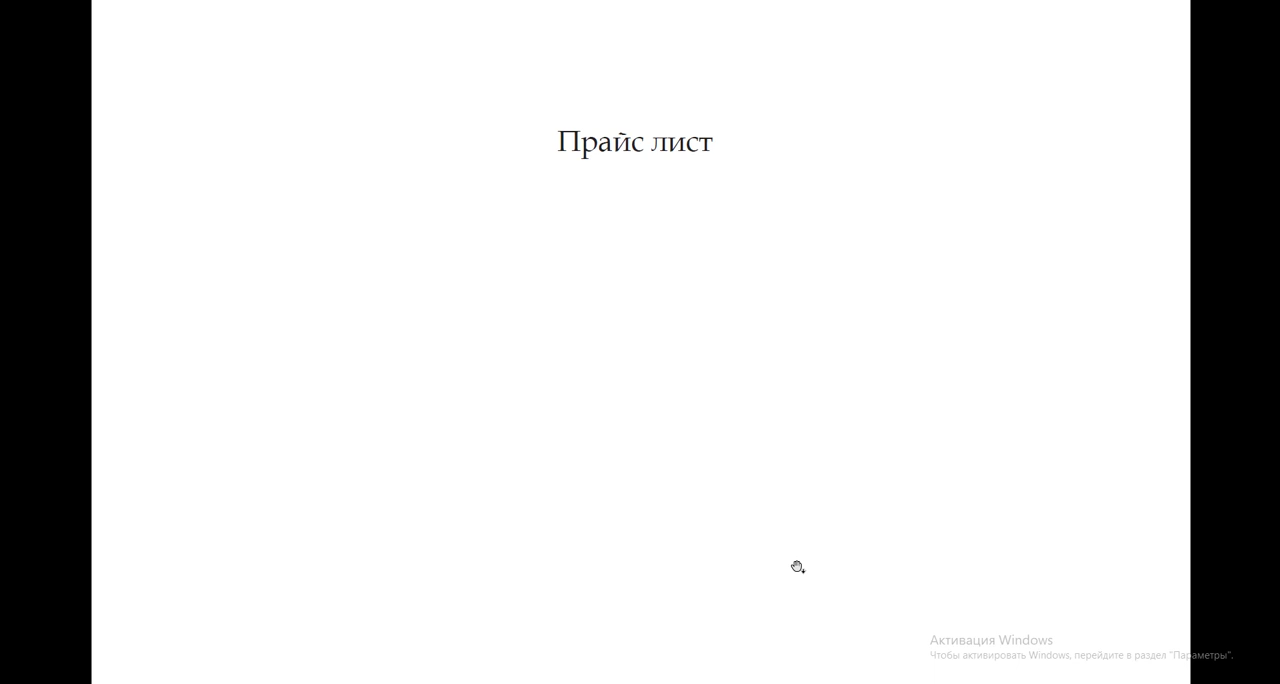 Прайс лист
Активация Windows
Чтобы активировать Windows, перейдите в раздел "Параметры".